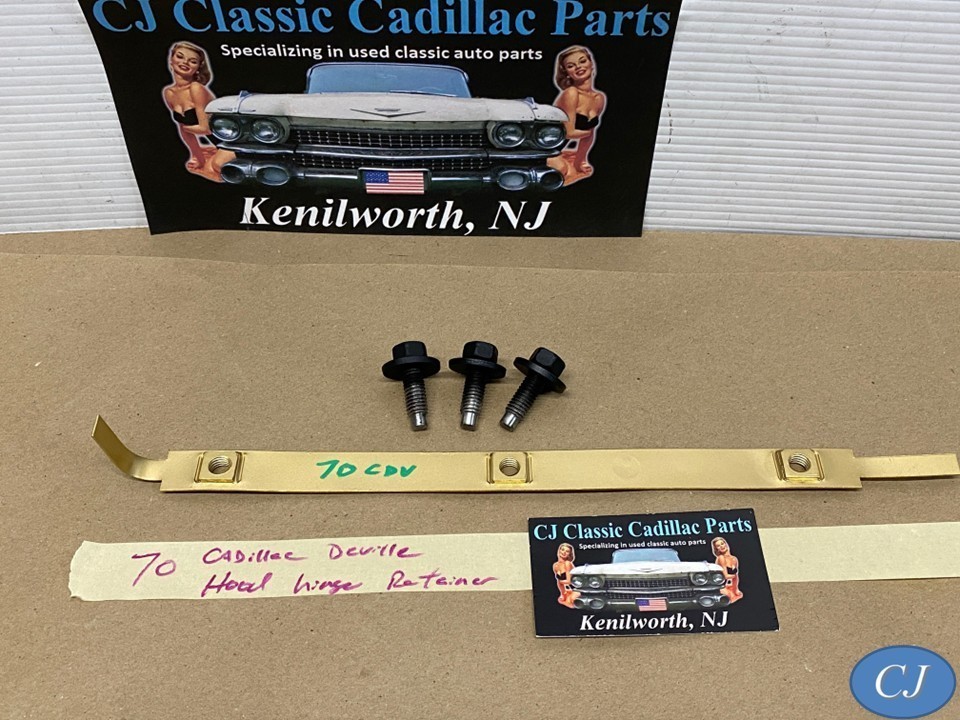 CJ Classic Cadillac Parts
Specializing in used classic auto parts
Kenilworth, NJ
70 CDV
70 CADillac Deville
Hood hinge Retainer
CJ Classic Cadillac Parts
Specializing in used classic auto parts
Kenilworth, NJ
CJ